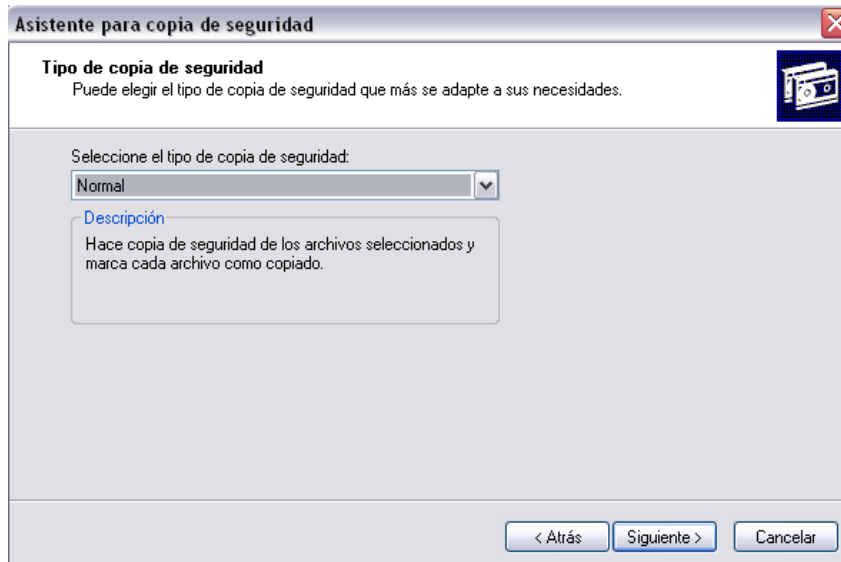 Asistente para copia de seguridad
Tipo de copia de seguridad
Puede elegir el tipo de copia de seguridad que más se adapte a sus necesidades.
Seleccione el tipo de copia de seguridad:
Normal
Descripción
Hace copia de seguridad de los archivos seleccionados y
marca cada archivo como copiado.
< Atrás Siguiente > Cancelar